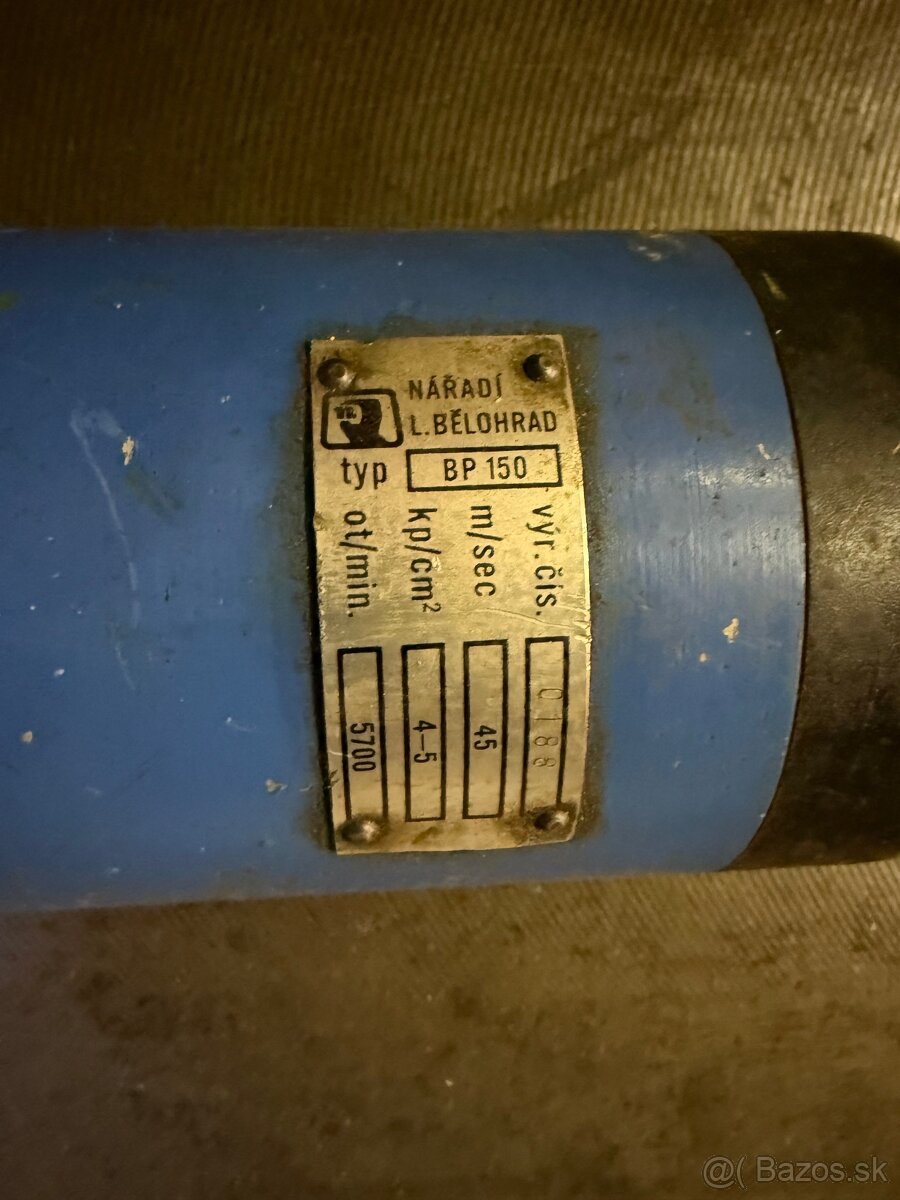 NÁŘADÍ
L.BĚLOHRAD
typ BP 150
výr.čís. 0188
m/sec 45
kp/cm² 4–5
ot/min. 5700
@( Bazos.sk